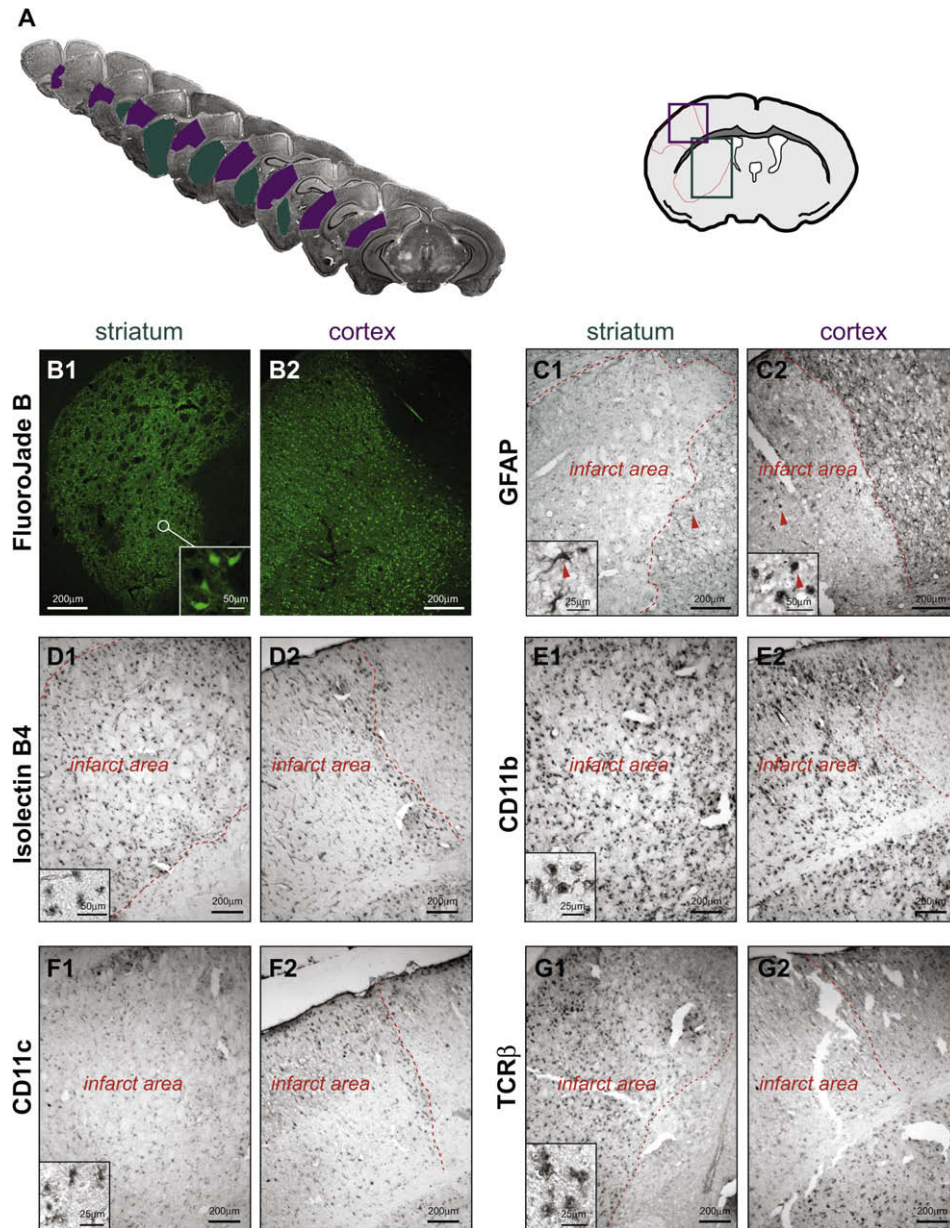 A
striatum
cortex
striatum
cortex
FluoroJade B
B1
200µm
50µm
B2
200µm
GFAP
C1
infarct area
25µm
200µm
C2
infarct area
50µm
200µm
Isolectin B4
D1
infarct area
50µm
200µm
D2
infarct area
200µm
CD11b
E1
infarct area
25µm
200µm
E2
infarct area
200µm
CD11c
F1
infarct area
25µm
200µm
F2
infarct area
200µm
TCRβ
G1
infarct area
25µm
200µm
G2
infarct area
200µm